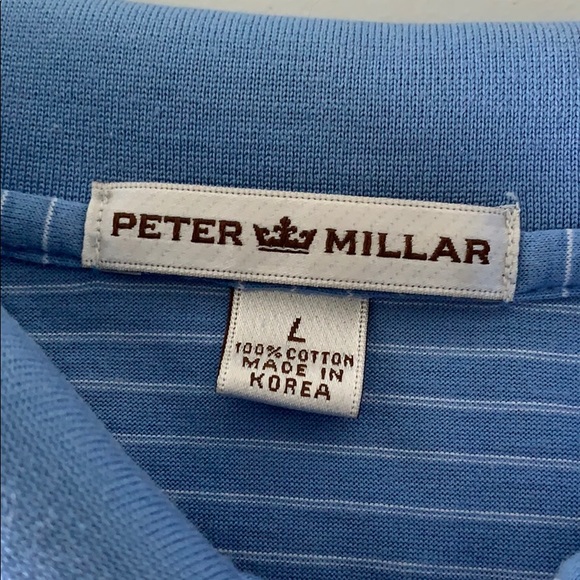 PETER MILLAR
L
100% COTTON
MADE IN
KOREA